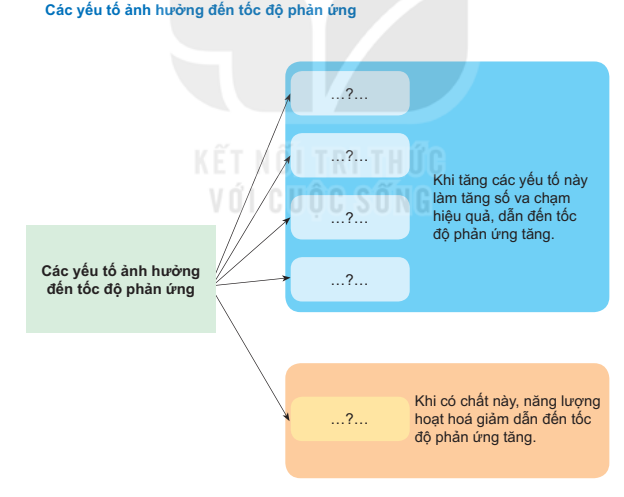 Các yếu tố ảnh hưởng đến tốc độ phản ứng
...?...
KẾT NỐI TRI THỨC
VỚI CUỘC SỐNG
...?...
...?...
...?...
Khi tăng các yếu tố này
làm tăng số va chạm
hiệu quả, dẫn đến tốc
độ phản ứng tăng.
Các yếu tố ảnh hưởng
đến tốc độ phản ứng
...?...
Khi có chất này, năng lượng
hoạt hoá giảm dẫn đến tốc
độ phản ứng tăng.